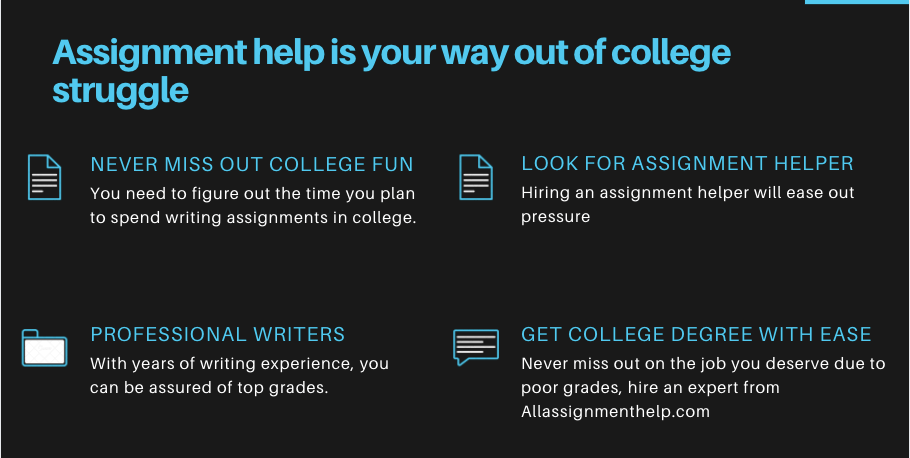 Assignment help is your way out of college
struggle
NEVER MISS OUT COLLEGE FUN
You need to figure out the time you plan
to spend writing assignments in college.
LOOK FOR ASSIGNMENT HELPER
Hiring an assignment helper will ease out
pressure
PROFESSIONAL WRITERS
With years of writing experience, you
can be assured of top grades.
GET COLLEGE DEGREE WITH EASE
Never miss out on the job you deserve due to
poor grades, hire an expert from
Allassignmenthelp.com